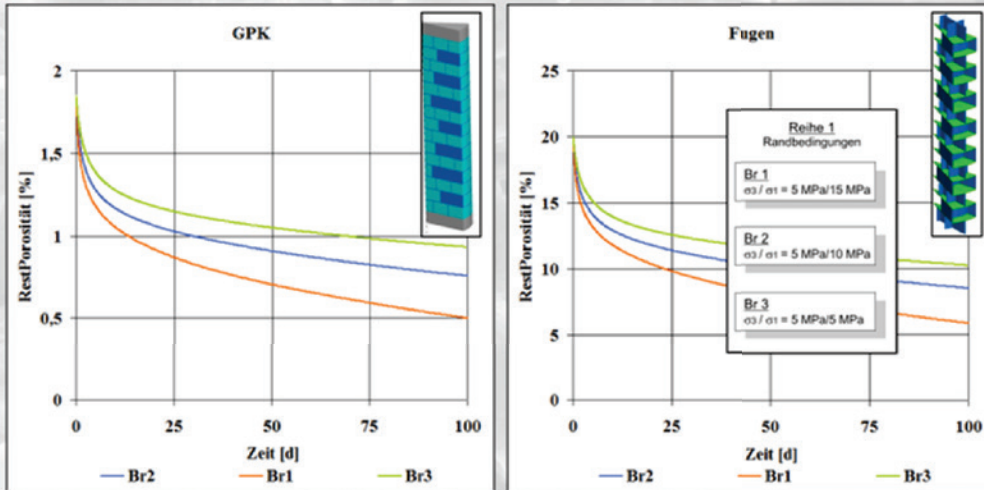 GPK
RestPorosität [%]
2
1,5
1
0,5
0
0
25
50
75
100
Zeit [d]
Br2
Br1
Br3
Fugen
RestPorosität [%]
25
20
15
10
5
0
0
25
50
75
100
Zeit [d]
Br2
Br1
Br3
Reihe 1
Randbedingungen
Br 1
σ3 / σ1 = 5 MPa/15 MPa
Br 2
σ3 / σ1 = 5 MPa/10 MPa
Br 3
σ3 / σ1 = 5 MPa/5 MPa